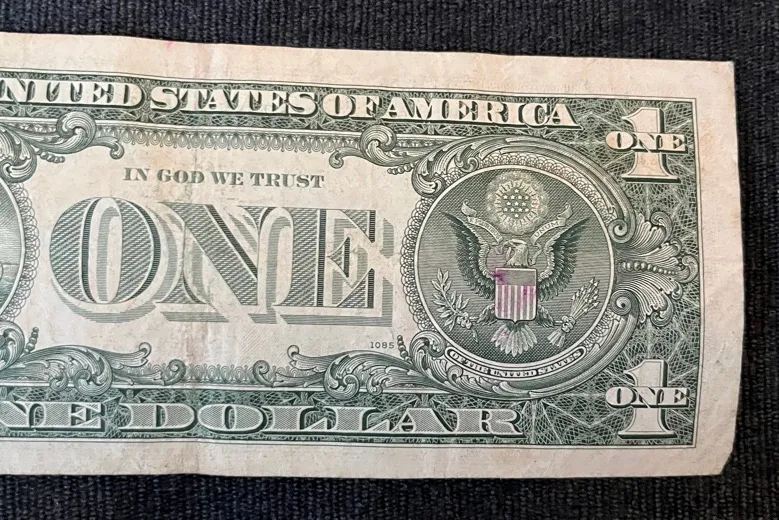 NITED STATES OF AMERICA
1
ONE
IN GOD WE TRUST
ONE
1085
OF THE UNITED STATES
1
ONE
NE DOLLAR